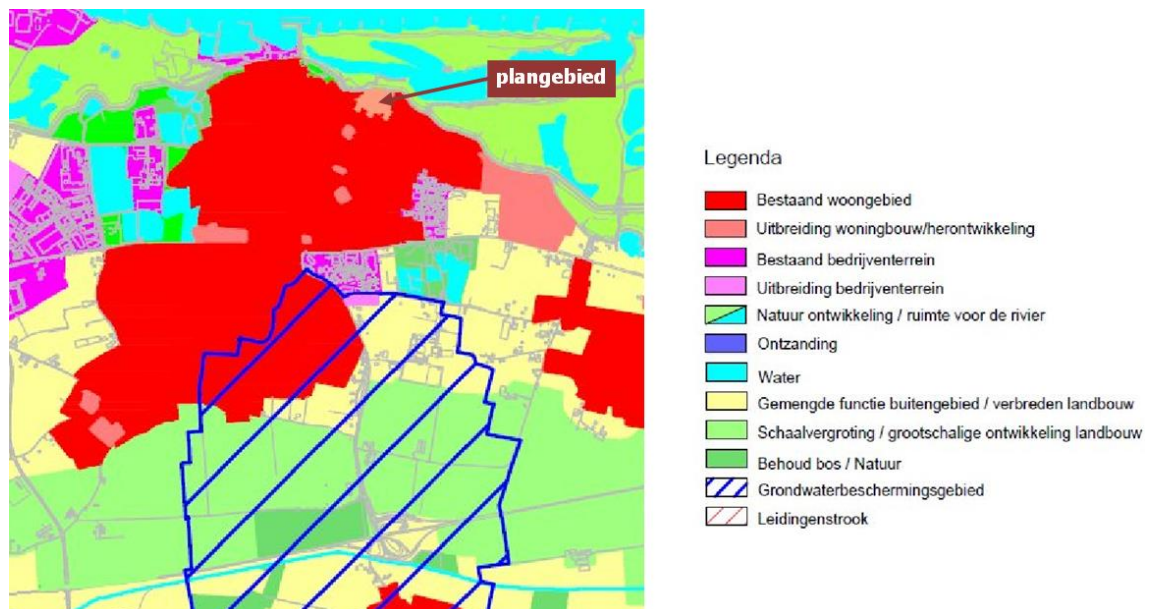 plangebied
Legenda
Bestaand woongebied
Uitbreiding woningbouw/herontwikkeling
Bestaand bedrijventerrein
Uitbreiding bedrijventerrein
Natuur ontwikkeling / ruimte voor de rivier
Ontzanding
Water
Gemengde functie buitengebied / verbreden landbouw
Schaalvergroting / grootschalige ontwikkeling landbouw
Behoud bos / Natuur
Grondwaterbeschermingsgebied
Leidingenstrook